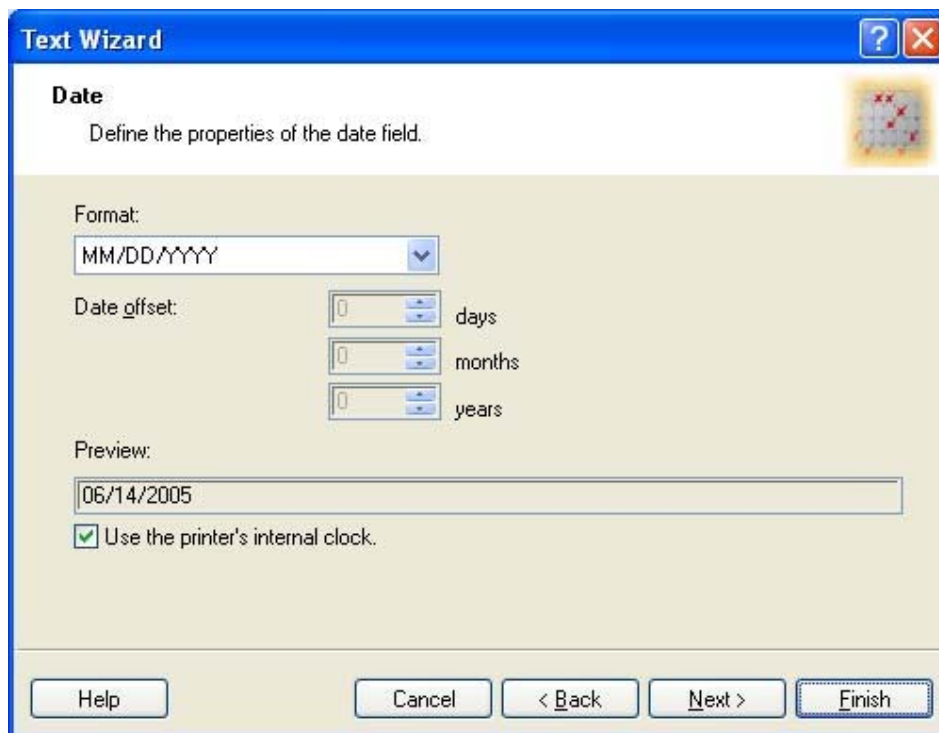 Text Wizard
Date
Define the properties of the date field.
Format:
MM/DD/YYYY
Date offset:
0 days
0 months
0 years
Preview:
06/14/2005
Use the printer's internal clock.
Help Cancel < Back Next > Finish